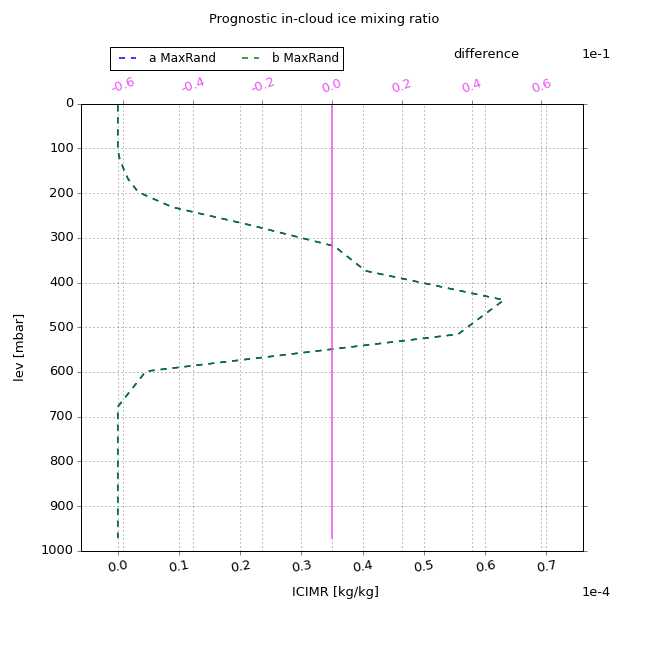 Prognostic in-cloud ice mixing ratio
a MaxRand b MaxRand difference 1e-1
-0.6 -0.4 -0.2 0.0 0.2 0.4 0.6
0
100
200
300
400
500
600
700
800
900
1000
lev [mbar]
0.0 0.1 0.2 0.3 0.4 0.5 0.6 0.7
ICIMR [kg/kg] 1e-4